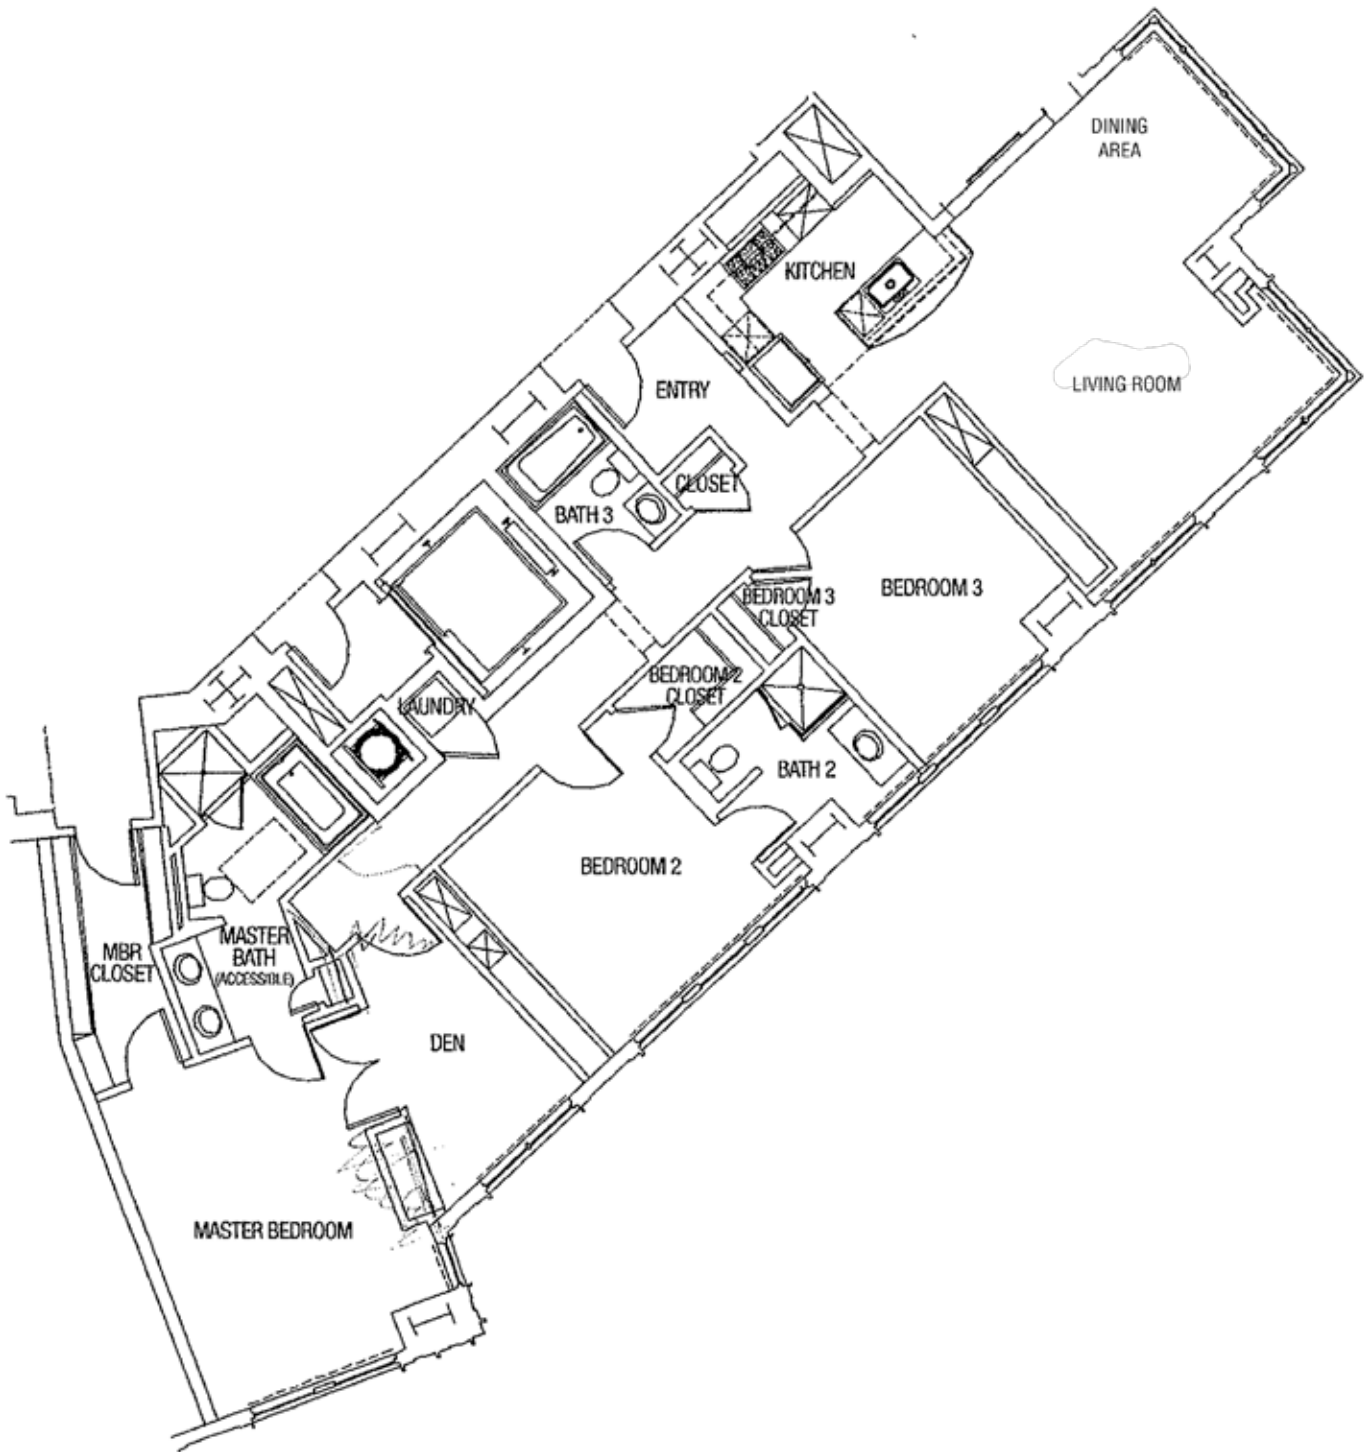 DINING
AREA
KITCHEN
LIVING ROOM
ENTRY
CLOSET
BATH 3
BEDROOM 3
BEDROOM 3
CLOSET
BEDROOM 2
CLOSET
LAUNDRY
BATH 2
BEDROOM 2
MASTER
BATH
(ACCESSIBLE)
MBR
CLOSET
DEN
MASTER BEDROOM